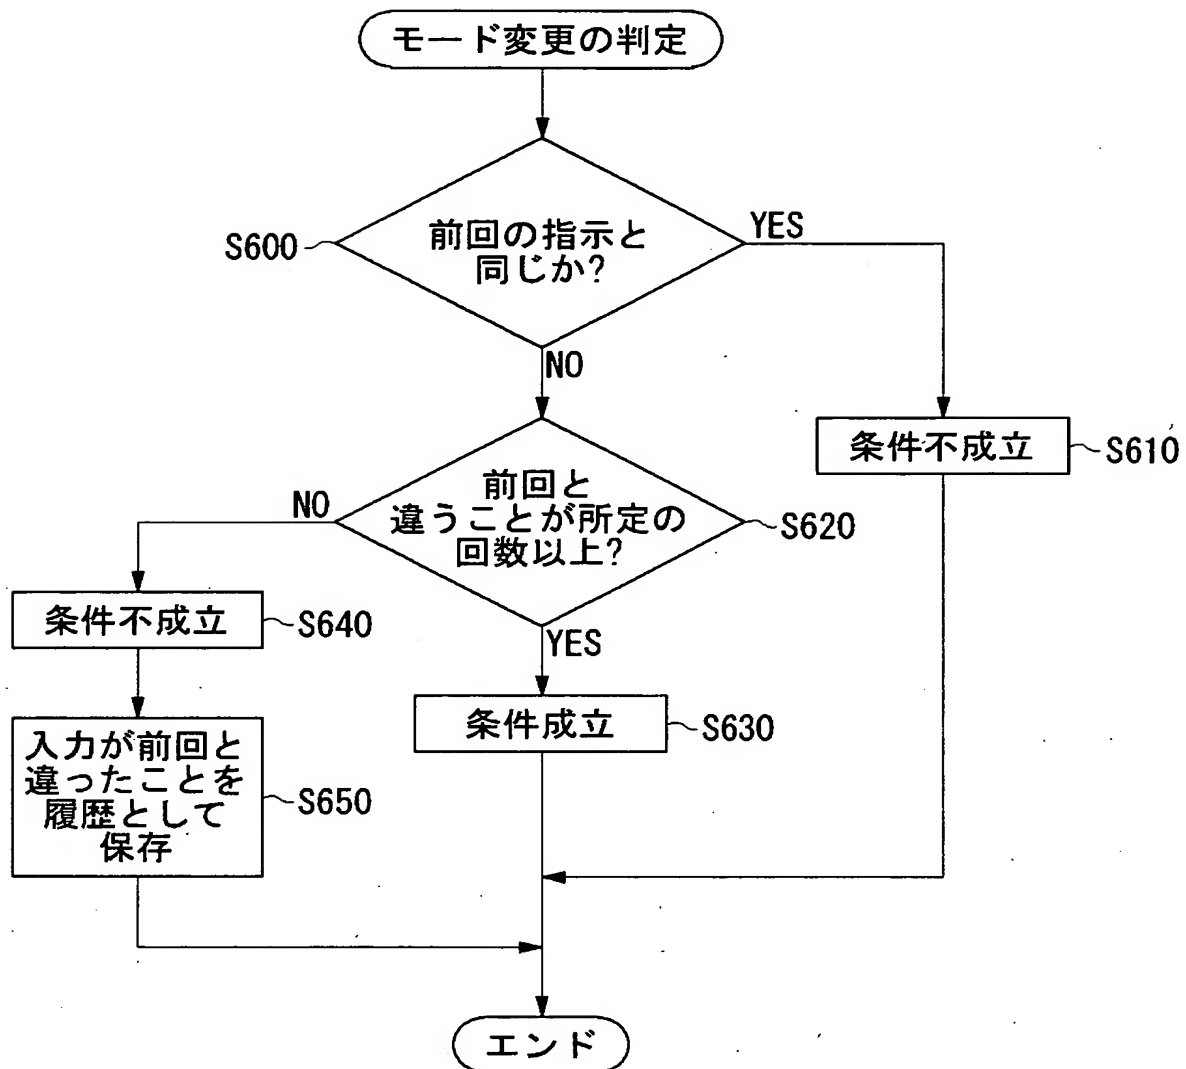 モード変更の判定
S600
前回の指示と
同じか?
YES
NO
条件不成立
S610
NO
前回と
違うことが所定の
回数以上?
S620
条件不成立
S640
YES
条件成立
S630
入力が前回と
違ったことを
履歴として
保存
S650
エンド